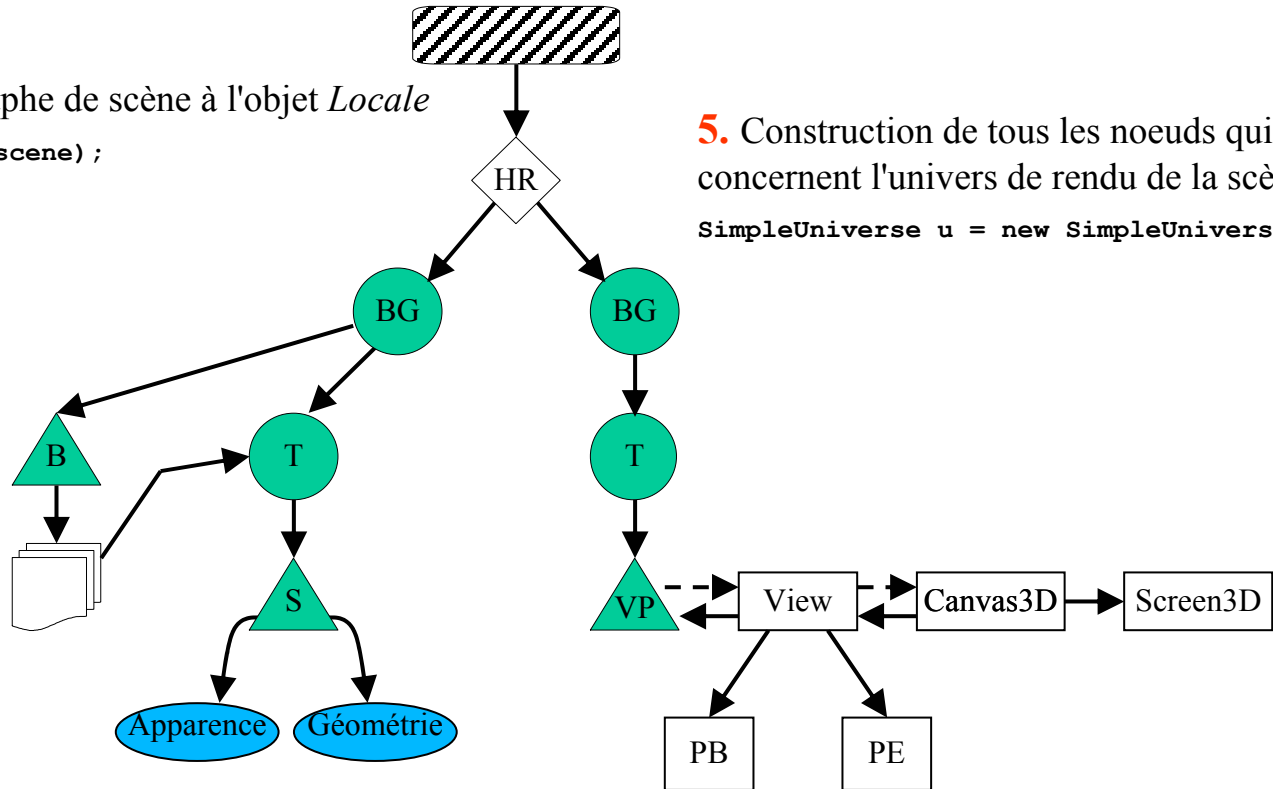 phe de scène à l'objet Locale
scene);
5. Construction de tous les noeuds qui
concernent l'univers de rendu de la scè
SimpleUniverse u = new SimpleUnivers
HR
BG
BG
B
T
T
S
VP
View
Canvas3D
Screen3D
Apparence
Géométrie
PB
PE